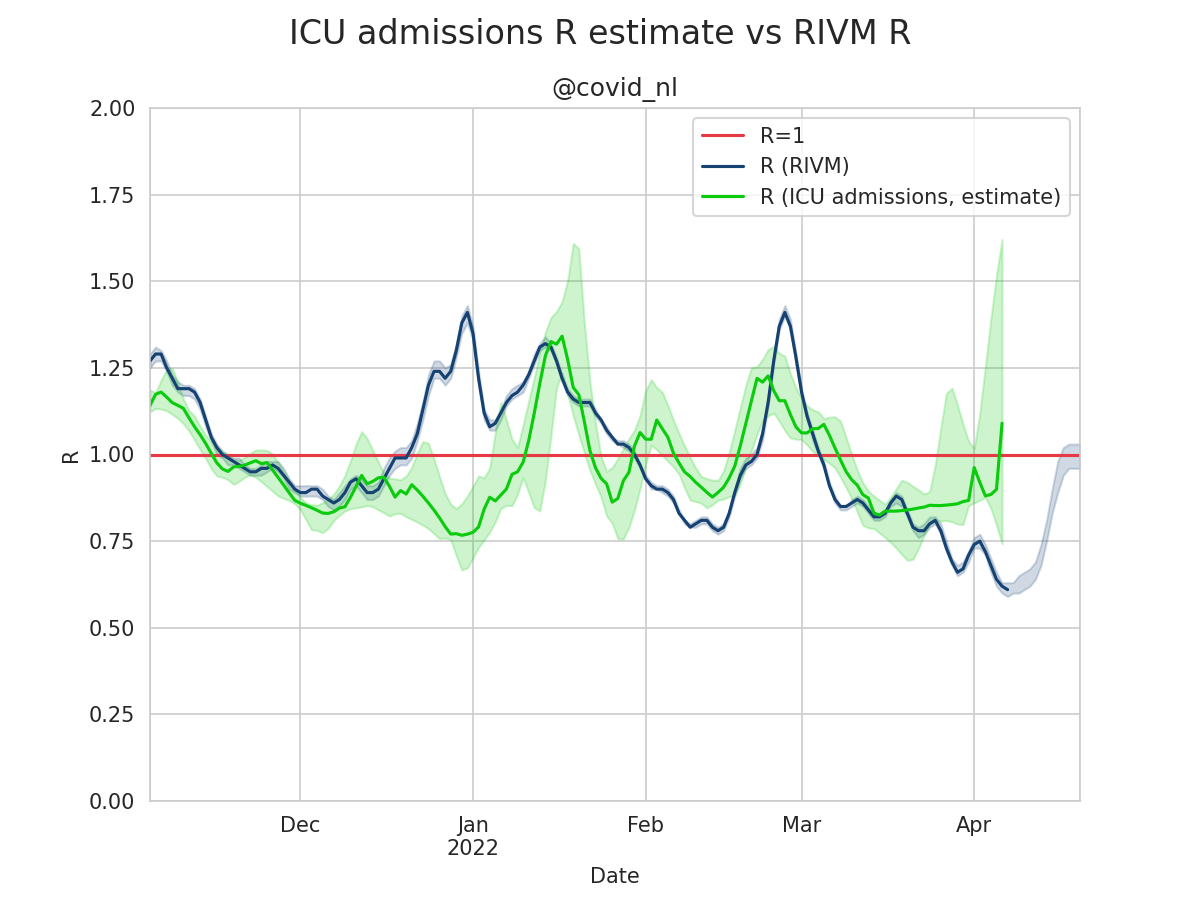 ICU admissions R estimate vs RIVM R
@covid_nl
2.00
1.75
1.50
1.25
1.00
0.75
0.50
0.25
0.00
R
R=1
R (RIVM)
R (ICU admissions, estimate)
Dec
Jan
2022
Feb
Mar
Apr
Date